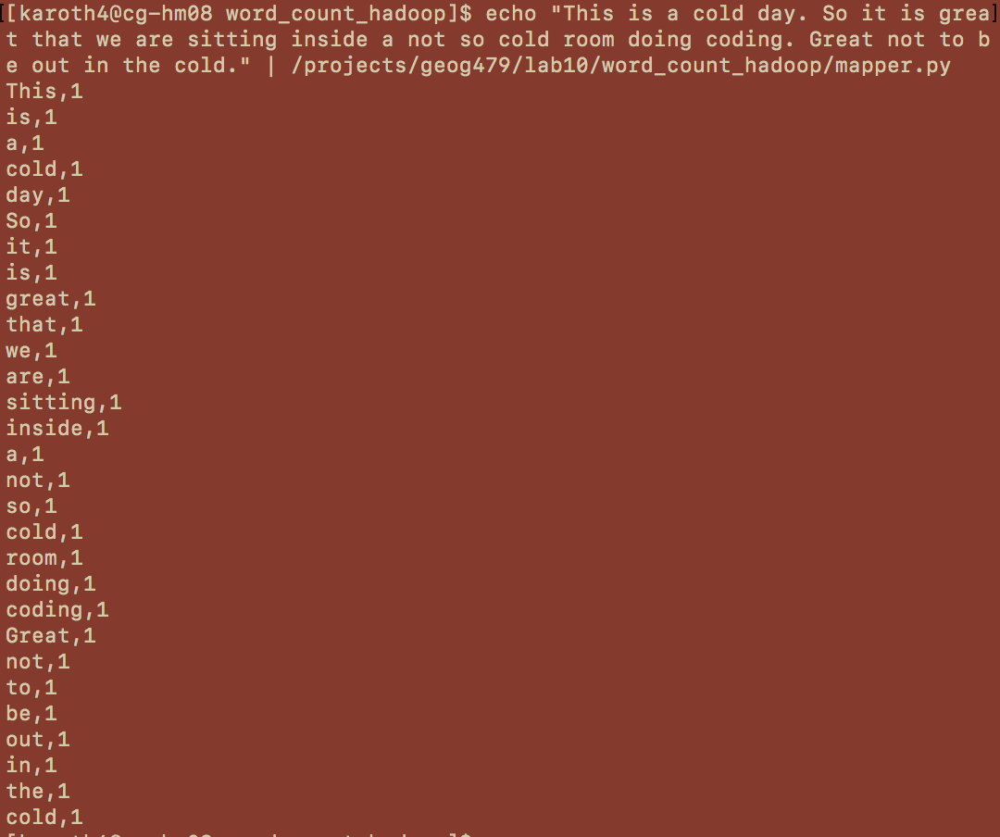 [karoth4@cg-hm08 word_count_hadoop]$ echo "This is a cold day. So it is grea]
t that we are sitting inside a not so cold room doing coding. Great not to b
e out in the cold." | /projects/geog479/lab10/word_count_hadoop/mapper.py
This,1
is,1
a,1
cold,1
day,1
So,1
it,1
is,1
great,1
that,1
we,1
are,1
sitting,1
inside,1
a,1
not,1
so,1
cold,1
room,1
doing,1
coding,1
Great,1
not,1
to,1
be,1
out,1
in,1
the,1
cold,1